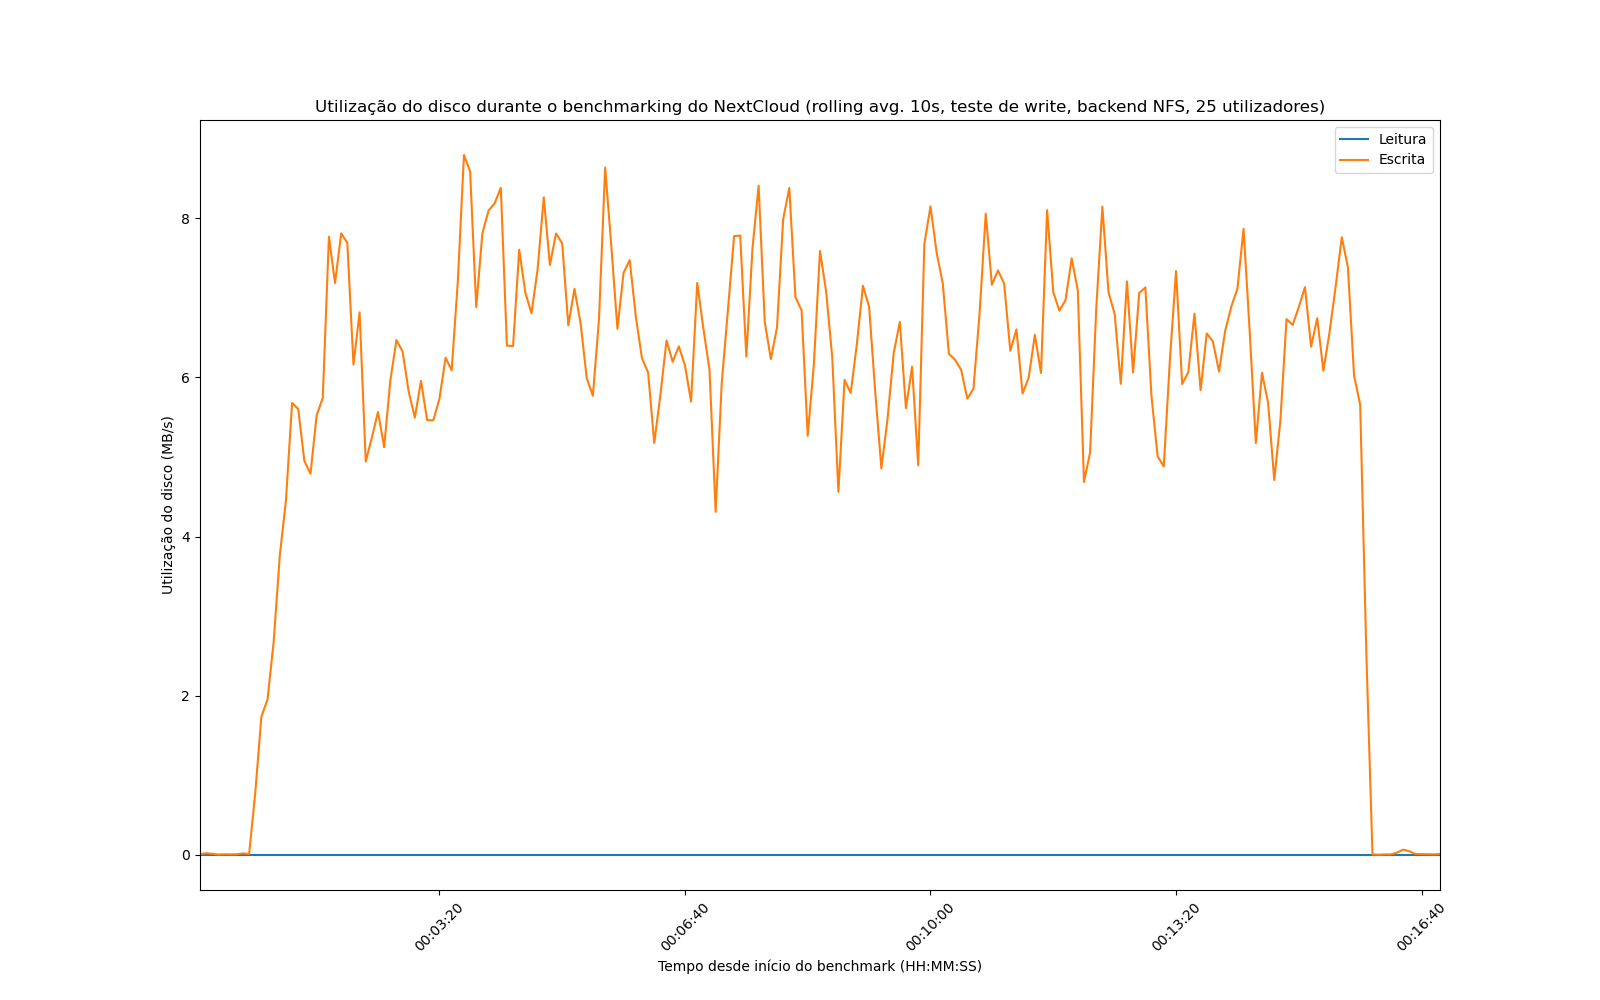 Utilização do disco durante o benchmarking do NextCloud (rolling avg. 10s, teste de write, backend NFS, 25 utilizadores)
Leitura
Escrita
Utilização do disco (MB/s)
8
6
4
2
0
00:03:20
00:06:40
00:10:00
00:13:20
00:16:40
Tempo desde início do benchmark (HH:MM:SS)